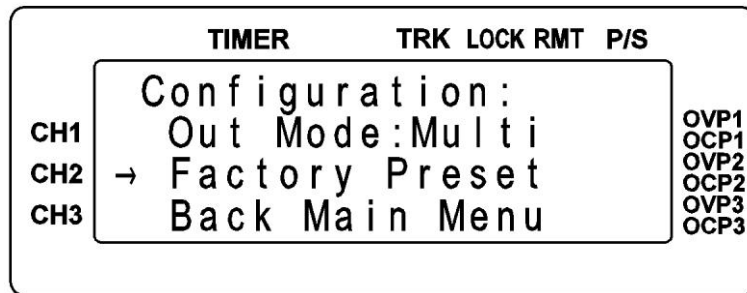 TIMER TRK LOCK RMT P/S
Configuration:
CH1 Out Mode:Multi OVP1
OCP1
CH2 → Factory Preset OVP2
OCP2
CH3 Back Main Menu OVP3
OCP3